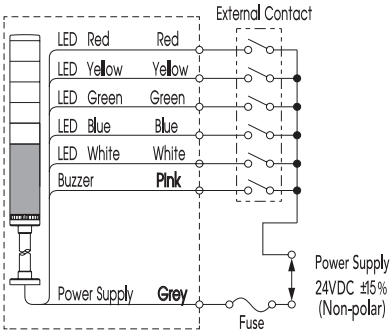 External Contact
LED Red Red
LED Yellow Yellow
LED Green Green
LED Blue Blue
LED White White
Buzzer Pink
Power Supply Grey
Fuse
Power Supply
24VDC ±15%
(Non-polar)